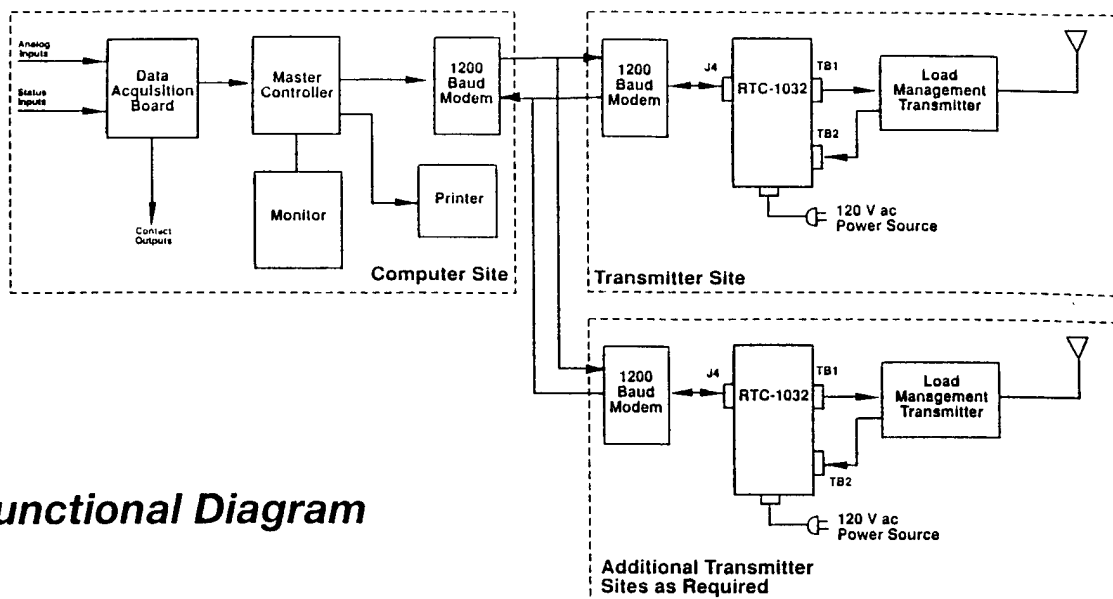 Analog
Inputs
Status
Inputs
Data
Acquisition
Board
Contact
Outputs
Master
Controller
Monitor
Printer
1200
Baud
Modem
Computer Site
1200
Baud
Modem
J4
RTC-1032
TB1
TB2
Load
Management
Transmitter
120 V ac
Power Source
Transmitter Site
1200
Baud
Modem
J4
RTC-1032
TB1
TB2
Load
Management
Transmitter
120 V ac
Power Source
Additional Transmitter
Sites as Required
unctional Diagram